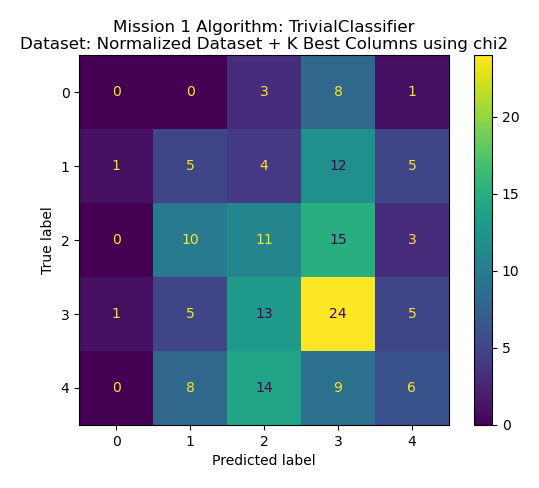 Mission 1 Algorithm: TrivialClassifier
Dataset: Normalized Dataset + K Best Columns using chi2
0 0 0 3 8 1
1 1 5 4 12 5
2 0 10 11 15 3
3 1 5 13 24 5
4 0 8 14 9 6
0 1 2 3 4
Predicted label
True label
20
15
10
5
0